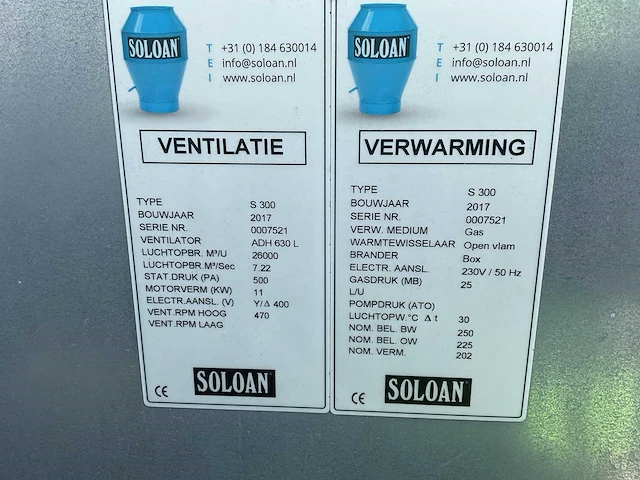 SOLOAN
T +31 (0) 184 630014
E info@soloan.nl
I www.soloan.nl
VENTILATIE
TYPE S 300
BOUWJAAR 2017
SERIE NR. 0007521
VENTILATOR ADH 630 L
LUCHTOPBR. M³/U 26000
LUCHTOPBR.M³/Sec 7.22
STAT.DRUK (PA) 500
MOTORVERM (KW) 11
ELECTR.AANSL. (V) Y/Δ 400
VENT.RPM HOOG 470
VENT.RPM LAAG
CE SOLOAN
SOLOAN
T +31 (0) 184 630014
E info@soloan.nl
I www.soloan.nl
VERWARMING
TYPE S 300
BOUWJAAR 2017
SERIE NR. 0007521
VERW. MEDIUM Gas
WARMTEWISSELAAR Open vlam
BRANDER Box
ELECTR. AANSL. 230V / 50 Hz
GASDRUK (MB) 25
L/U
POMPDRUK (ATO)
LUCHTOPW.°C Δ t 30
NOM. BEL. BW 250
NOM. BEL. OW 225
NOM. VERM. 202
CE SOLOAN